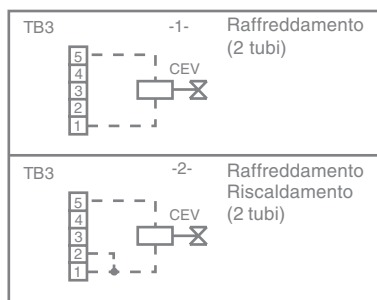 TB3 -1- Raffreddamento
(2 tubi)
5
4
3
2
1
CEV
TB3 -2- Raffreddamento
Riscaldamento
(2 tubi)
5
4
3
2
1
CEV